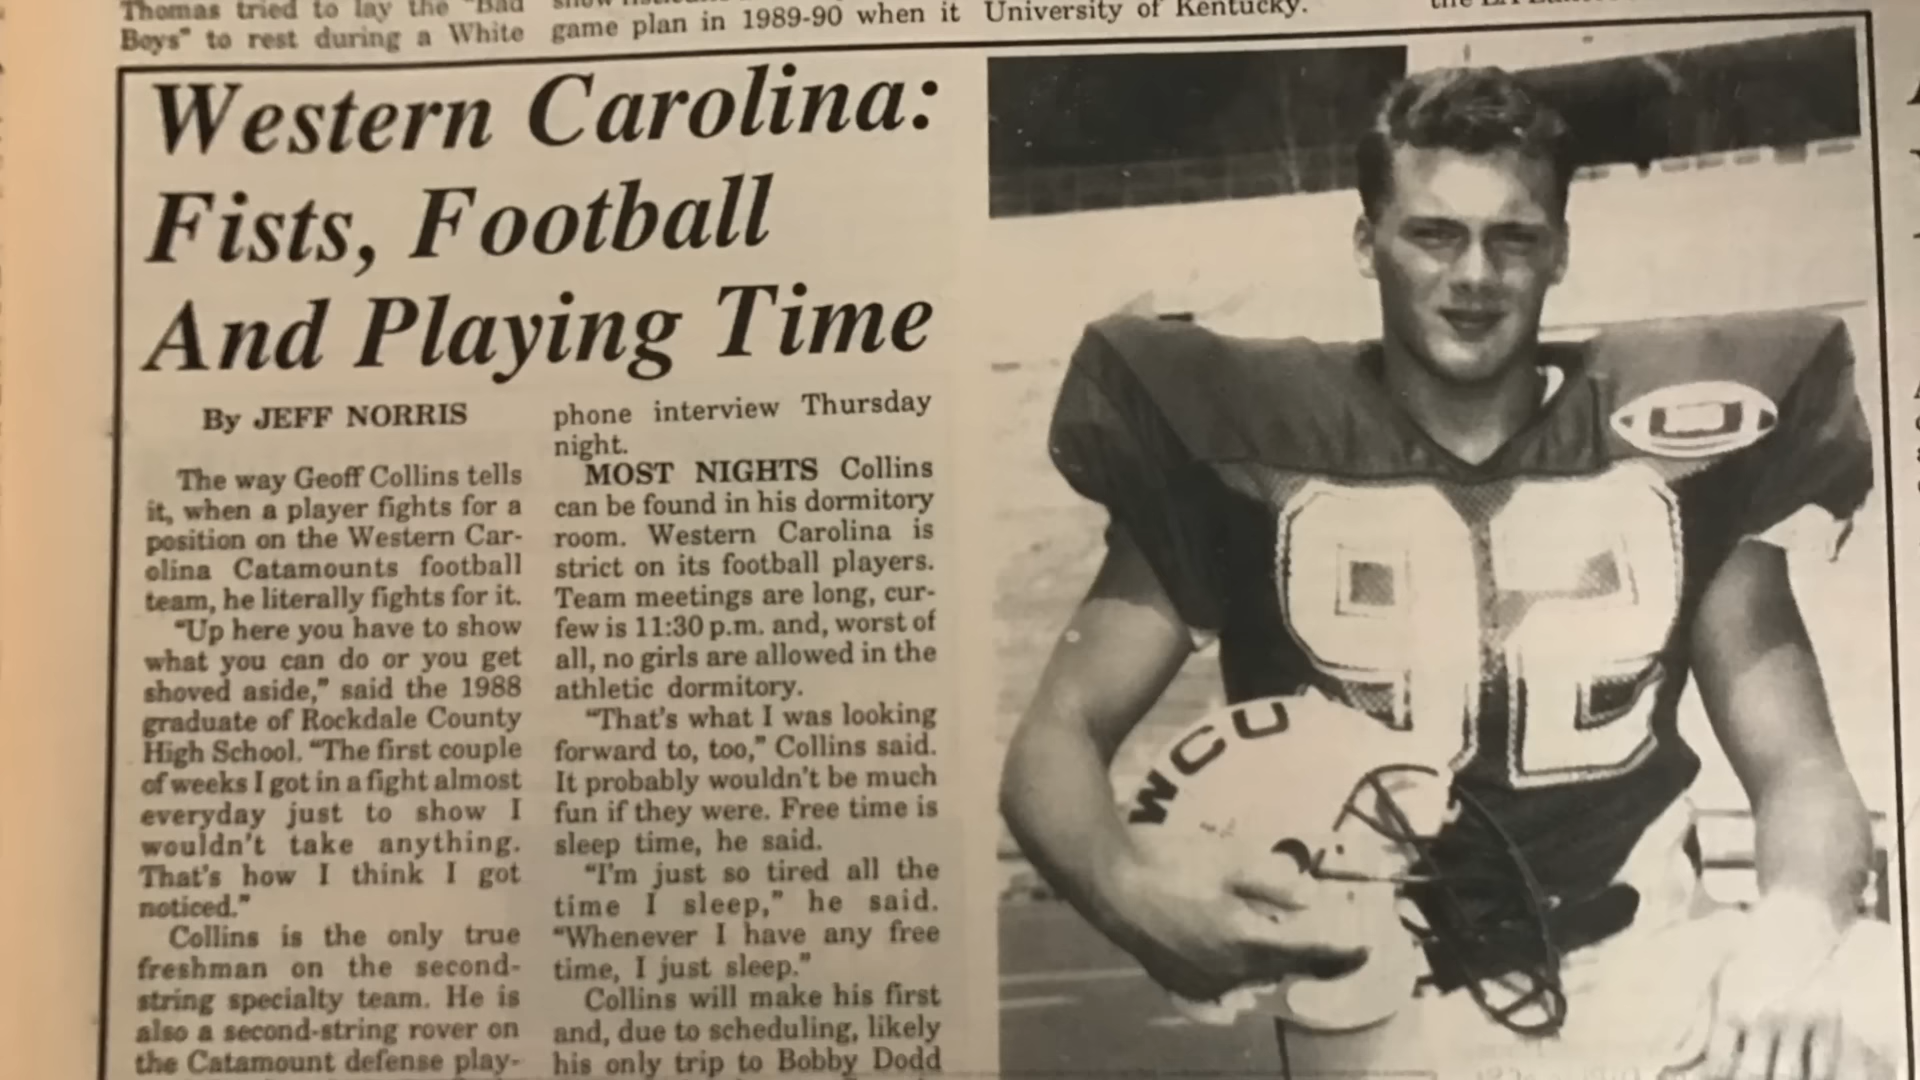 Thomas tried to lay the "Bad
Boys" to rest during a White
game plan in 1989-90 when it
University of Kentucky.
Western Carolina:
Fists, Football
And Playing Time
By JEFF NORRIS
The way Geoff Collins tells
it, when a player fights for a
position on the Western Car-
olina Catamounts football
team, he literally fights for it.
"Up here you have to show
what you can do or you get
shoved aside," said the 1988
graduate of Rockdale County
High School. "The first couple
of weeks I got in a fight almost
everyday just to show I
wouldn't take anything.
That's how I think I got
noticed."
Collins is the only true
freshman on the second-
string specialty team. He is
also a second-string rover on
the Catamount defense play-
phone interview Thursday
night.
MOST NIGHTS Collins
can be found in his dormitory
room. Western Carolina is
strict on its football players.
Team meetings are long, cur-
few is 11:30 p.m. and, worst of
all, no girls are allowed in the
athletic dormitory.
"That's what I was looking
forward to, too," Collins said.
It probably wouldn't be much
fun if they were. Free time is
sleep time, he said.
"I'm just so tired all the
time I sleep," he said.
"Whenever I have any free
time, I just sleep."
Collins will make his first
and, due to scheduling, likely
his only trip to Bobby Dodd
92
WCU